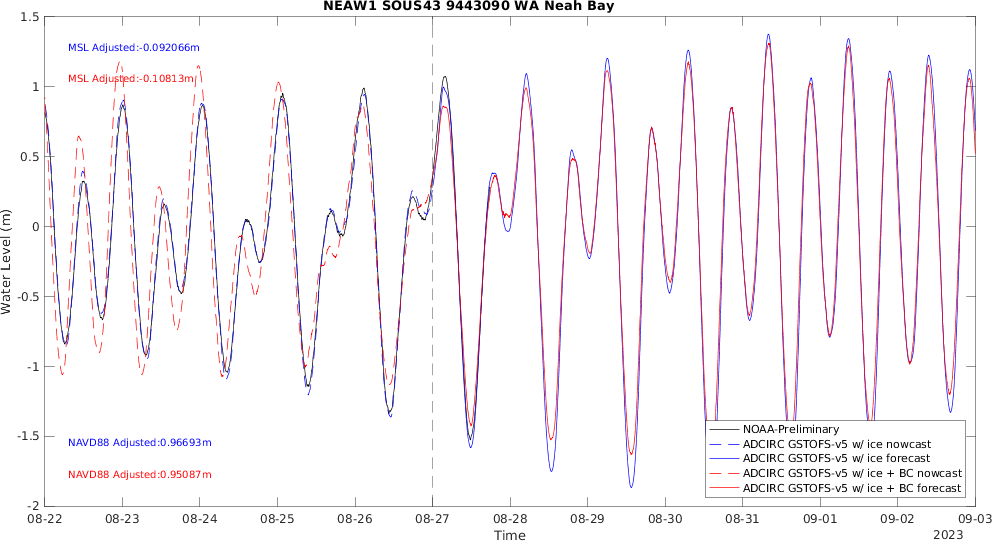 NEAW1 SOUS43 9443090 WA Neah Bay
1.5
1
0.5
0
-0.5
-1
-1.5
-2
Water Level (m)
MSL Adjusted:-0.092066m
MSL Adjusted:-0.10813m
NAVD88 Adjusted:0.96693m
NAVD88 Adjusted:0.95087m
NOAA-Preliminary
ADCIRC GSTOFS-v5 w/ ice nowcast
ADCIRC GSTOFS-v5 w/ ice forecast
ADCIRC GSTOFS-v5 w/ ice + BC nowcast
ADCIRC GSTOFS-v5 w/ ice + BC forecast
08-22 08-23 08-24 08-25 08-26 08-27 08-28 08-29 08-30 08-31 09-01 09-02 09-03
Time
2023